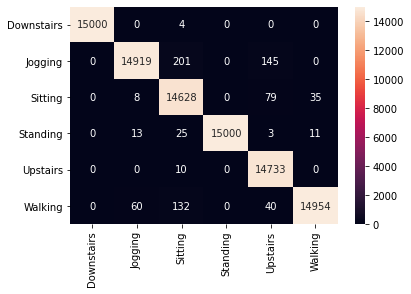 Downstairs 15000 0 4 0 0 0
Jogging 0 14919 201 0 145 0
Sitting 0 8 14628 0 79 35
Standing 0 13 25 15000 3 11
Upstairs 0 0 10 0 14733 0
Walking 0 60 132 0 40 14954
Downstairs Jogging Sitting Standing Upstairs Walking
14000
12000
10000
8000
6000
4000
2000
0